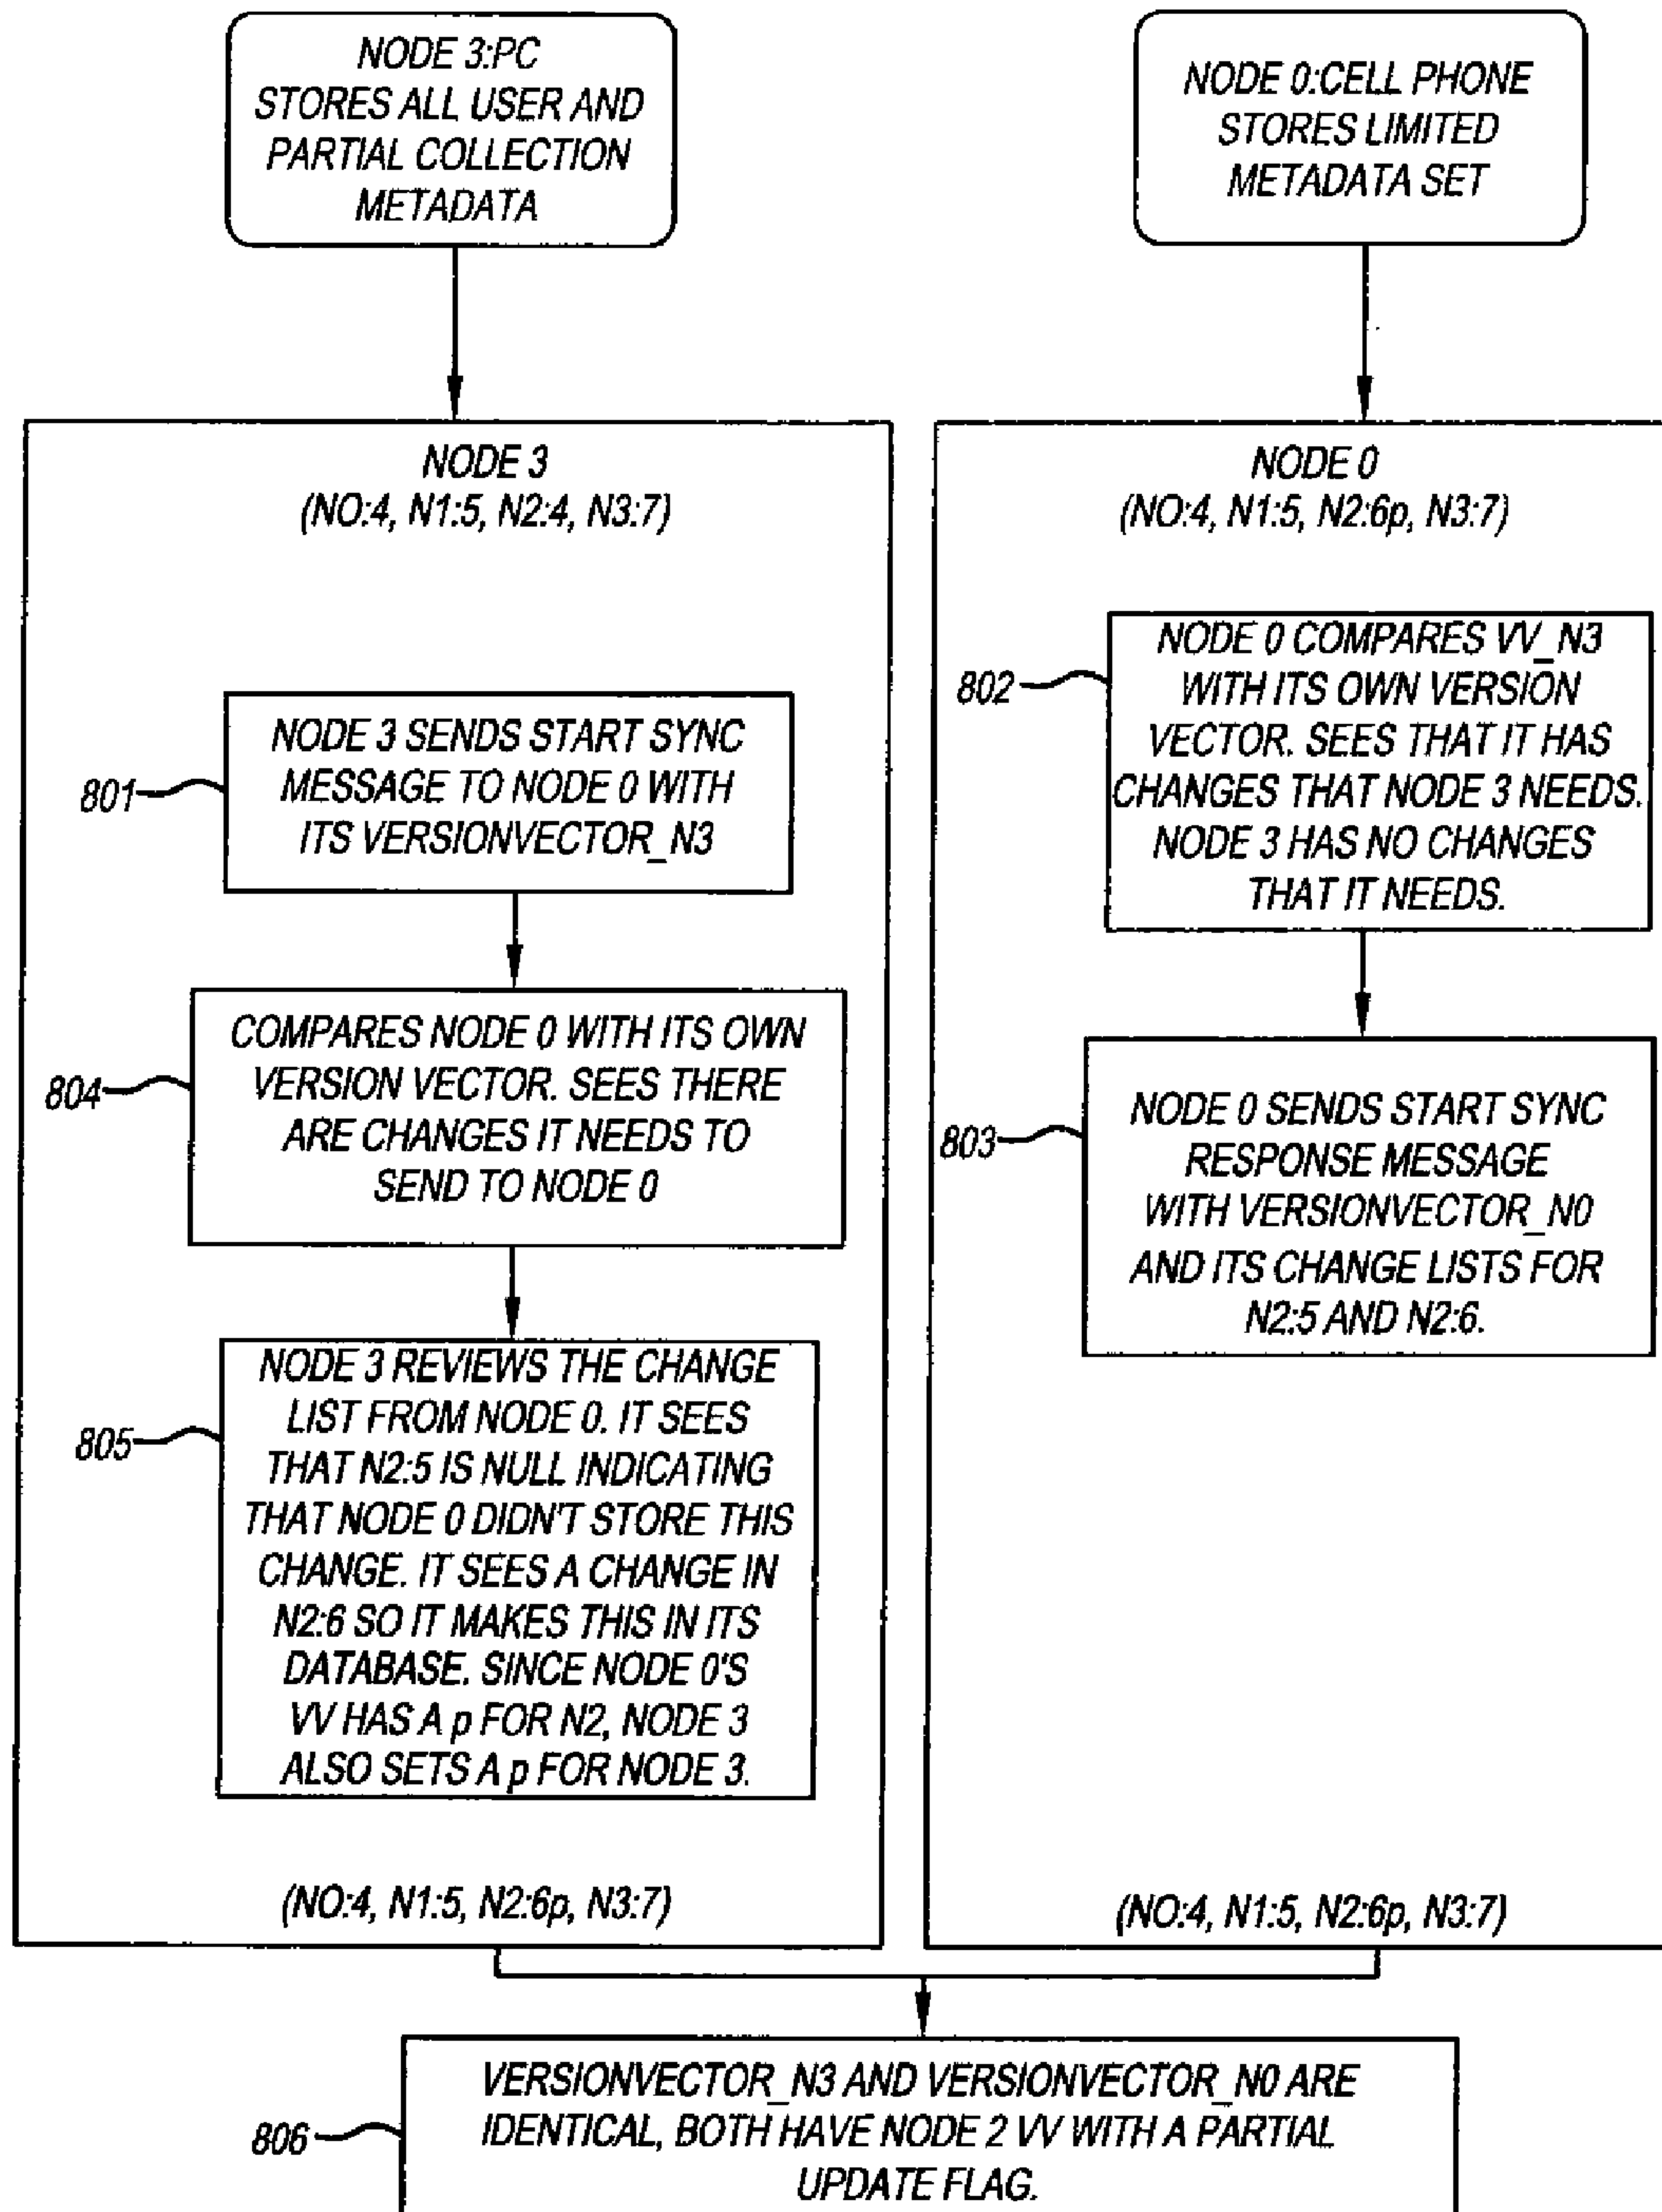 NODE 3:PC
STORES ALL USER AND
PARTIAL COLLECTION
METADATA
NODE 0:CELL PHONE
STORES LIMITED
METADATA SET
NODE 3
(NO:4, N1:5, N2:4, N3:7)
801
NODE 3 SENDS START SYNC
MESSAGE TO NODE 0 WITH
ITS VERSIONVECTOR_N3
804
COMPARES NODE 0 WITH ITS OWN
VERSION VECTOR. SEES THERE
ARE CHANGES IT NEEDS TO
SEND TO NODE 0
805
NODE 3 REVIEWS THE CHANGE
LIST FROM NODE 0. IT SEES
THAT N2:5 IS NULL INDICATING
THAT NODE 0 DIDN'T STORE THIS
CHANGE. IT SEES A CHANGE IN
N2:6 SO IT MAKES THIS IN ITS
DATABASE. SINCE NODE 0'S
VV HAS A p FOR N2, NODE 3
ALSO SETS A p FOR NODE 3.
(NO:4, N1:5, N2:6p, N3:7)
NODE 0
(NO:4, N1:5, N2:6p, N3:7)
802
NODE 0 COMPARES VV_N3
WITH ITS OWN VERSION
VECTOR. SEES THAT IT HAS
CHANGES THAT NODE 3 NEEDS.
NODE 3 HAS NO CHANGES
THAT IT NEEDS.
803
NODE 0 SENDS START SYNC
RESPONSE MESSAGE
WITH VERSIONVECTOR_N0
AND ITS CHANGE LISTS FOR
N2:5 AND N2:6.
(NO:4, N1:5, N2:6p, N3:7)
806
VERSIONVECTOR_N3 AND VERSIONVECTOR_N0 ARE
IDENTICAL, BOTH HAVE NODE 2 VV WITH A PARTIAL
UPDATE FLAG.